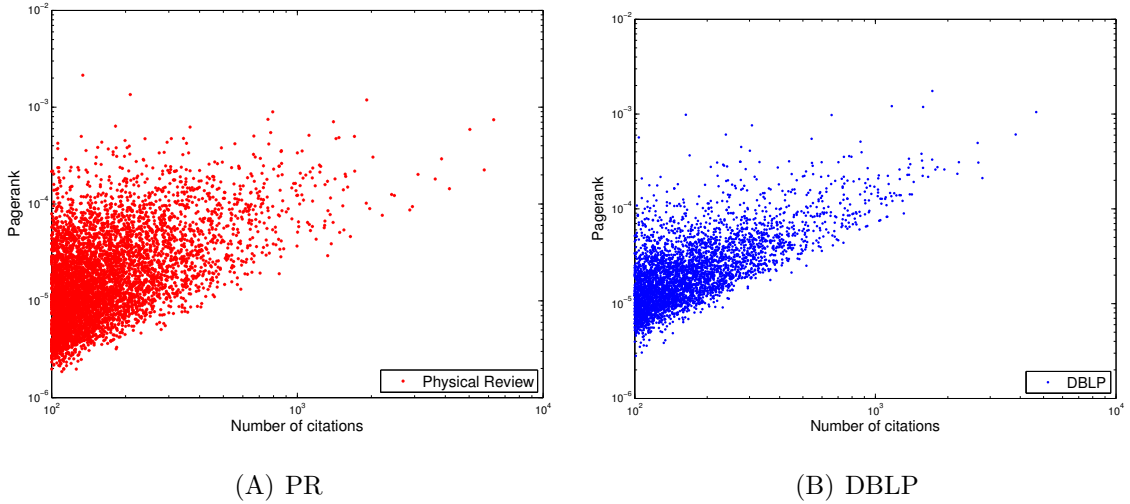 10^-2
10^-3
10^-4
10^-5
10^-6
Pagerank
10^2
10^3
10^4
Number of citations
Physical Review
(A) PR
10^-2
10^-3
10^-4
10^-5
10^-6
Pagerank
10^2
10^3
10^4
Number of citations
DBLP
(B) DBLP